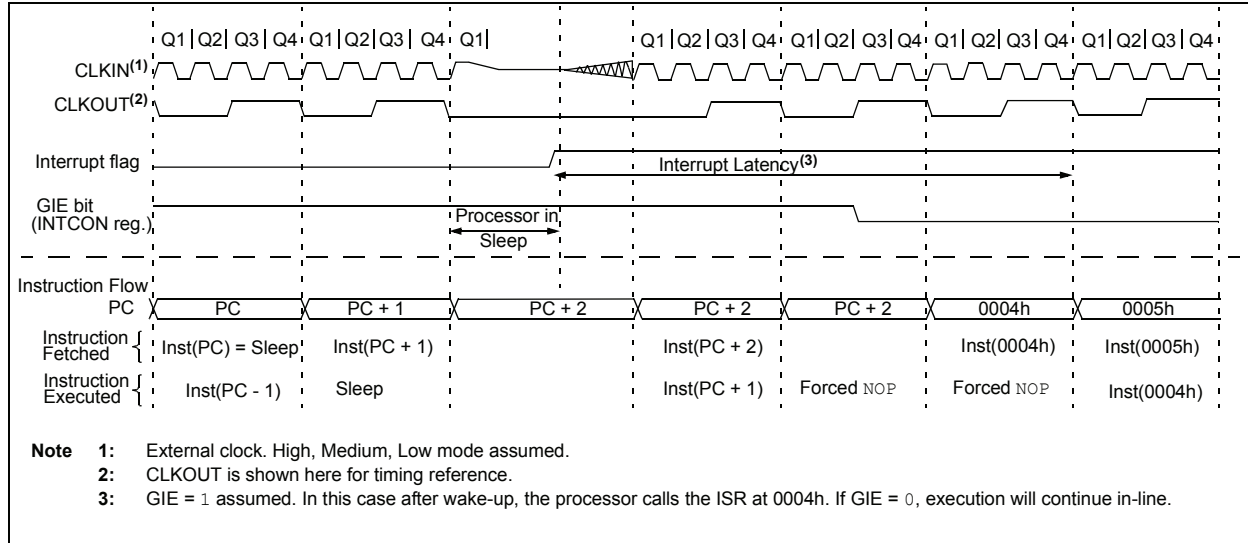 Q1| Q2| Q3 | Q4 Q1 |Q2|Q3 | Q4 Q1| Q1 |Q2|Q3 | Q4 Q1 |Q2|Q3 | Q4 Q1 |Q2|Q3 | Q4 Q1 |Q2|Q3 | Q4
CLKIN(1)
CLKOUT(2)
Interrupt flag
Interrupt Latency(3)
GIE bit
(INTCON reg.)
Processor in
Sleep
Instruction Flow
PC PC PC + 1 PC + 2 PC + 2 PC + 2 0004h 0005h
Instruction
Fetched
Inst(PC) = Sleep Inst(PC + 1) Inst(PC + 2) Inst(0004h) Inst(0005h)
Instruction
Executed
Inst(PC - 1) Sleep Inst(PC + 1) Forced NOP Forced NOP Inst(0004h)
Note 1: External clock. High, Medium, Low mode assumed.
2: CLKOUT is shown here for timing reference.
3: GIE = 1 assumed. In this case after wake-up, the processor calls the ISR at 0004h. If GIE = 0, execution will continue in-line.